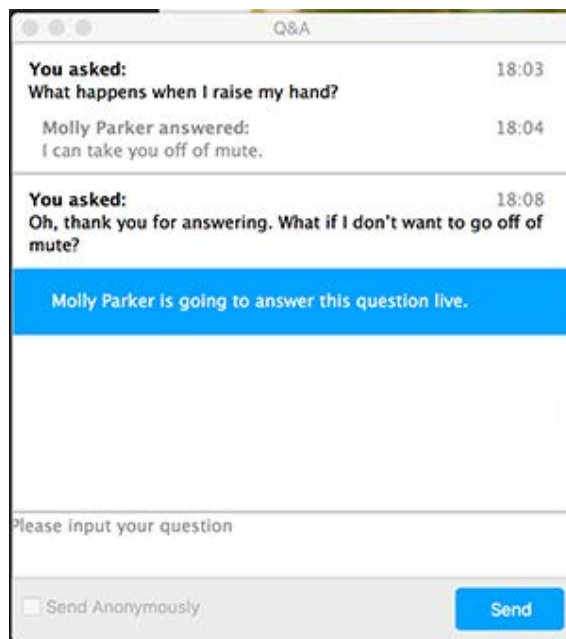 Q&A
You asked: 18:03
What happens when I raise my hand?
Molly Parker answered: 18:04
I can take you off of mute.
You asked: 18:08
Oh, thank you for answering. What if I don't want to go off of
mute?
Molly Parker is going to answer this question live.
Please input your question
Send Anonymously
Send